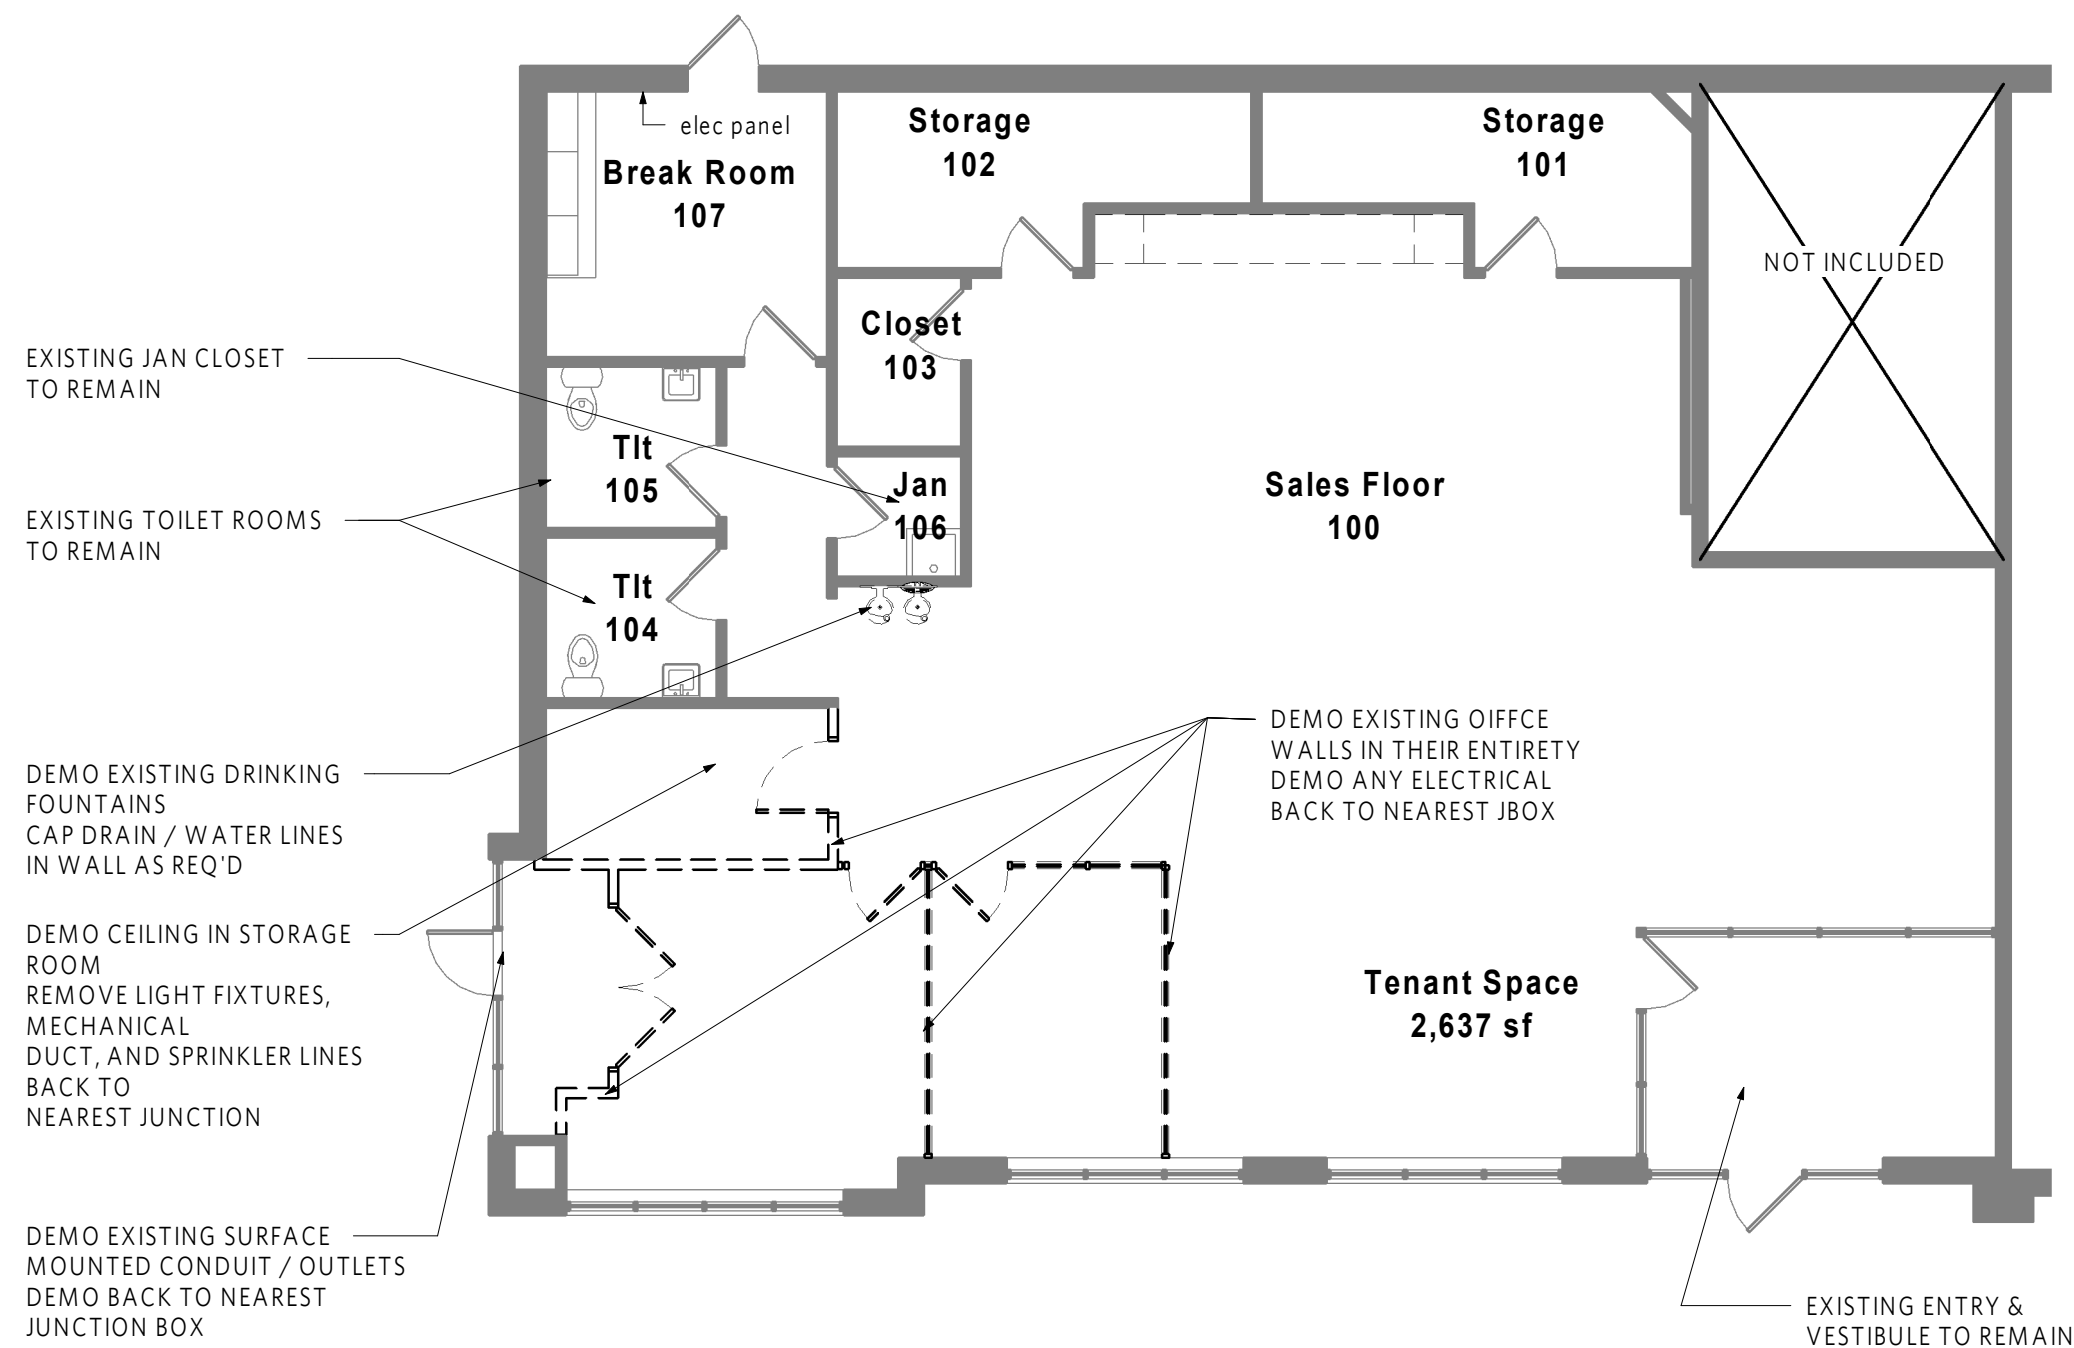 elec panel
Break Room
107
Storage
102
Storage
101
NOT INCLUDED
Closet
103
EXISTING JAN CLOSET
TO REMAIN
Tlt
105
Jan
106
Sales Floor
100
EXISTING TOILET ROOMS
TO REMAIN
Tlt
104
DEMO EXISTING OIFFCE
WALLS IN THEIR ENTIRETY
DEMO ANY ELECTRICAL
BACK TO NEAREST JBOX
DEMO EXISTING DRINKING
FOUNTAINS
CAP DRAIN / WATER LINES
IN WALL AS REQ'D
DEMO CEILING IN STORAGE
ROOM
REMOVE LIGHT FIXTURES,
MECHANICAL
DUCT, AND SPRINKLER LINES
BACK TO
NEAREST JUNCTION
Tenant Space
2,637 sf
DEMO EXISTING SURFACE
MOUNTED CONDUIT / OUTLETS
DEMO BACK TO NEAREST
JUNCTION BOX
EXISTING ENTRY &
VESTIBULE TO REMAIN